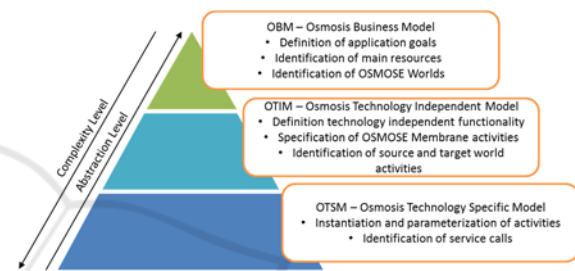 OBM – Osmosis Business Model
• Definition of application goals
• Identification of main resources
• Identification of OSMOSE Worlds
OTIM – Osmosis Technology Independent Model
• Definition technology independent functionality
• Specification of OSMOSE Membrane activities
• Identification of source and target world
activities
OTSM – Osmosis Technology Specific Model
• Instantiation and parameterization of activities
• Identification of service calls
Complexity Level
Abstraction Level